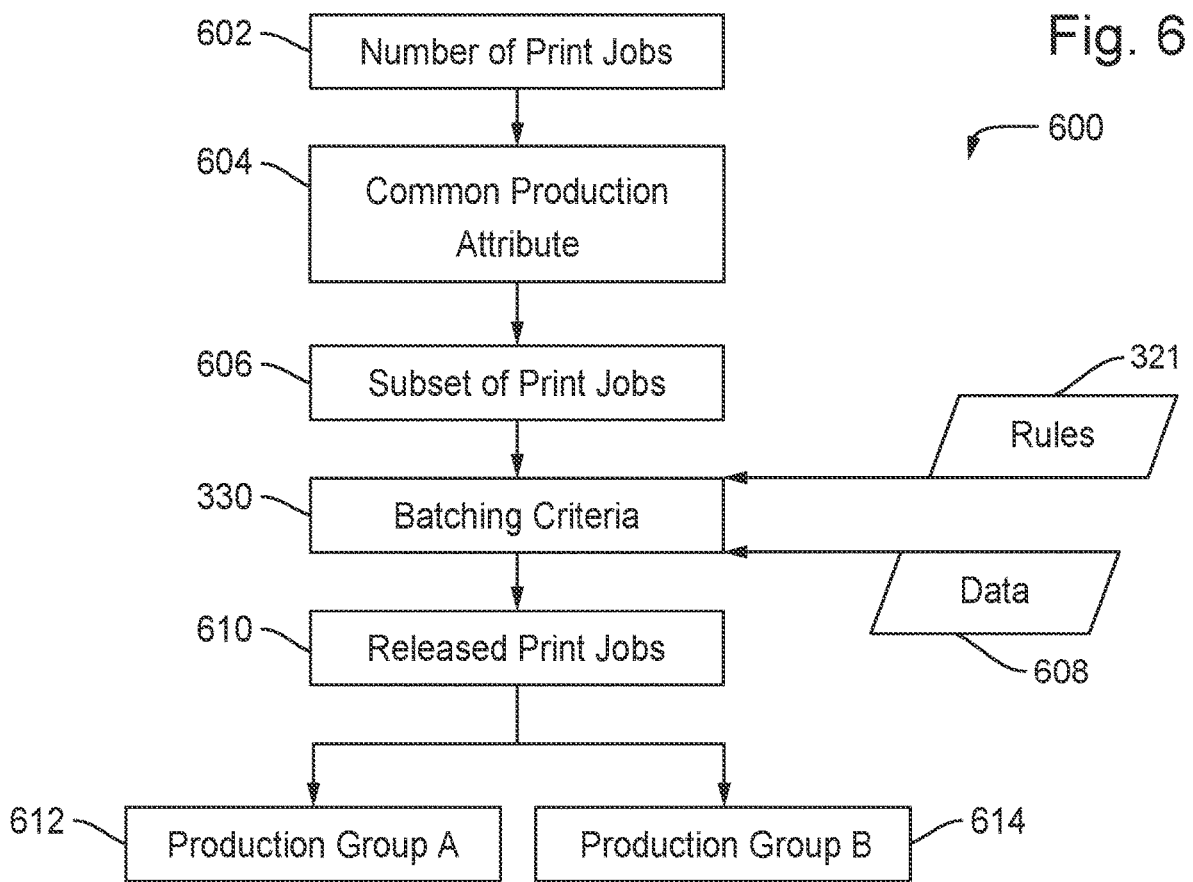 Fig. 6
602
Number of Print Jobs
600
604
Common Production
Attribute
606
Subset of Print Jobs
321
Rules
330
Batching Criteria
Data
608
610
Released Print Jobs
612
Production Group A
Production Group B
614